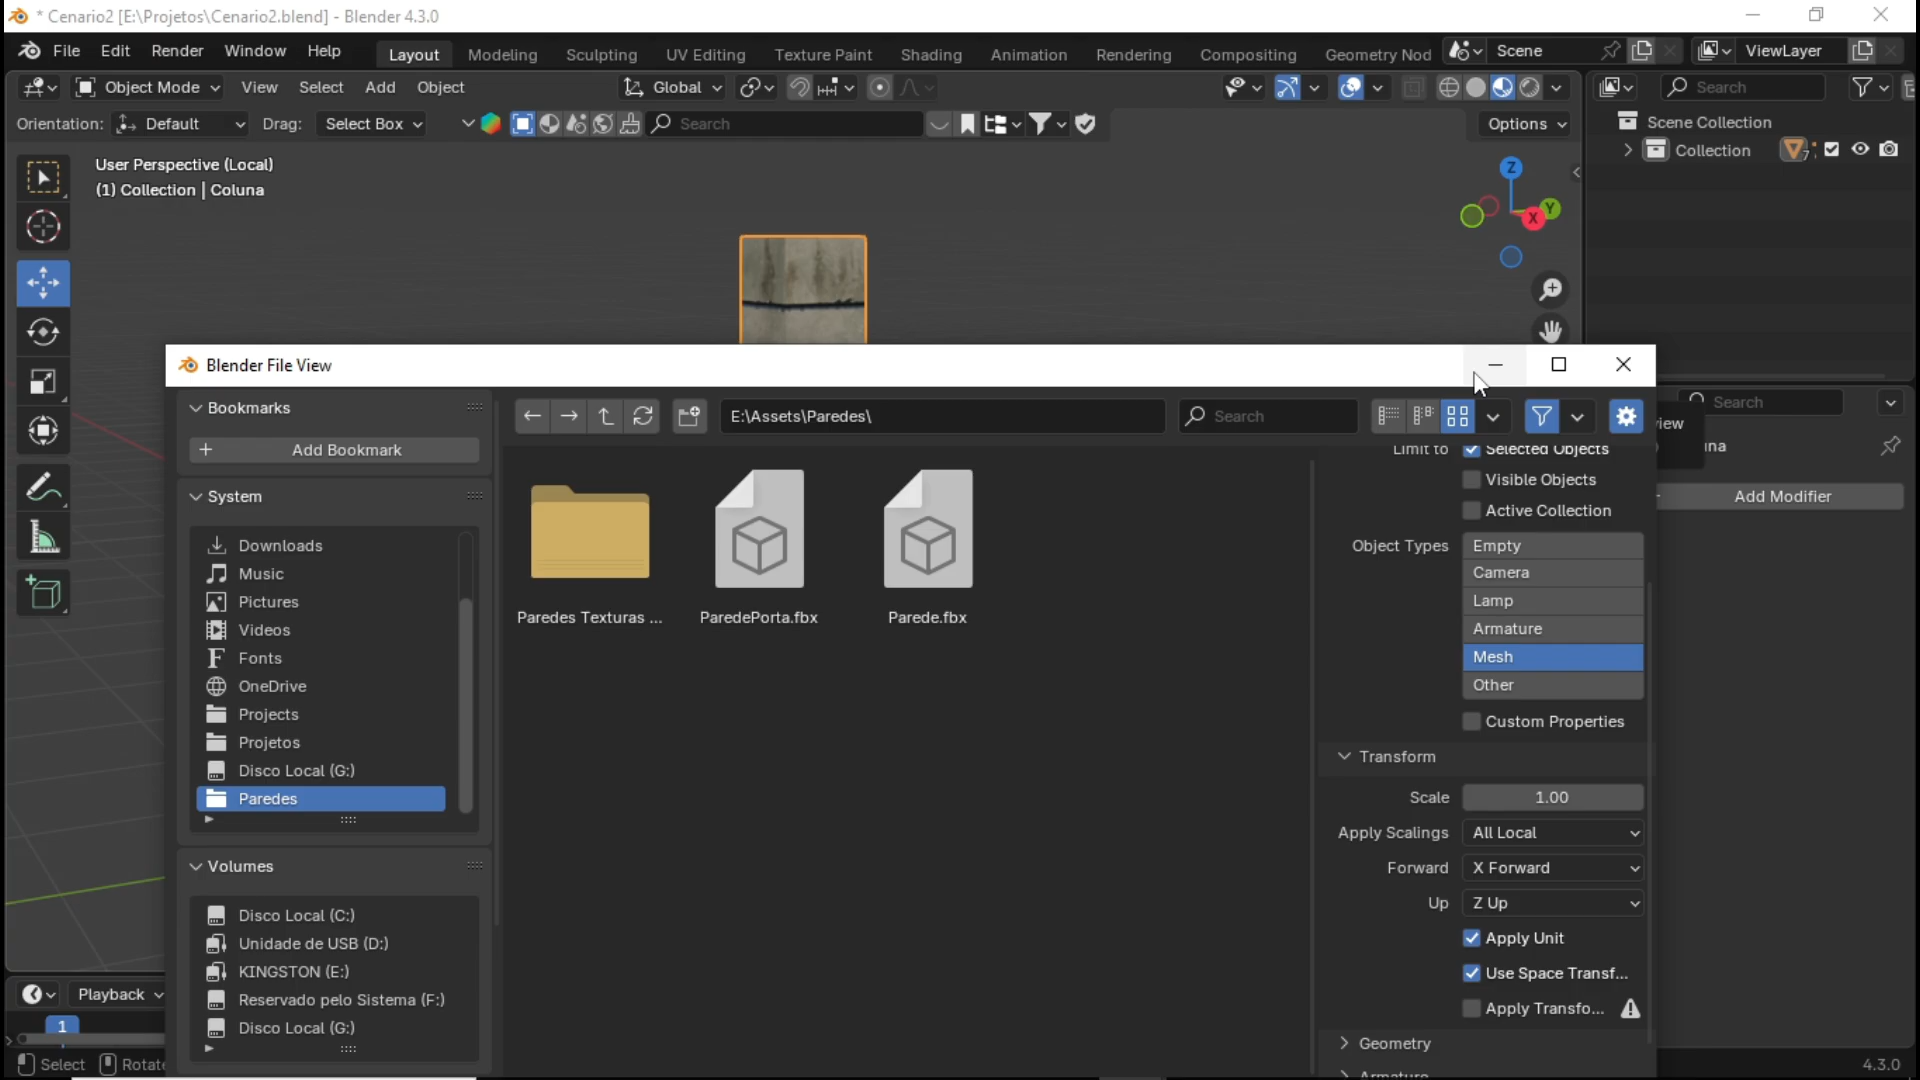 * Cenario2 [E:\Projetos\Cenario2.blend] - Blender 4.3.0
File Edit Render Window Help Layout Modeling Sculpting UV Editing Texture Paint Shading Animation Rendering Compositing Geometry Nod Scene ViewLayer
Object Mode View Select Add Object Global Search
Orientation: Default Drag: Select Box Search Options
Scene Collection
Collection 7
User Perspective (Local)
(1) Collection | Coluna
Z
Y
X
Blender File View
Bookmarks
Add Bookmark
System
Downloads
Music
Pictures
Videos
Fonts
OneDrive
Projects
Projetos
Disco Local (G:)
Paredes
Volumes
Disco Local (C:)
Unidade de USB (D:)
KINGSTON (E:)
Reservado pelo Sistema (F:)
Disco Local (G:)
E:\Assets\Paredes\ Search
Paredes Texturas ... ParedePorta.fbx Parede.fbx
Limit to Selected Objects
Visible Objects
Active Collection
Object Types Empty
Camera
Lamp
Armature
Mesh
Other
Custom Properties
Transform
Scale 1.00
Apply Scalings All Local
Forward X Forward
Up Z Up
Apply Unit
Use Space Transf...
Apply Transfo...
Geometry
Armature
Search
iew
na
Add Modifier
Playback
1
Select Rotate
4.3.0